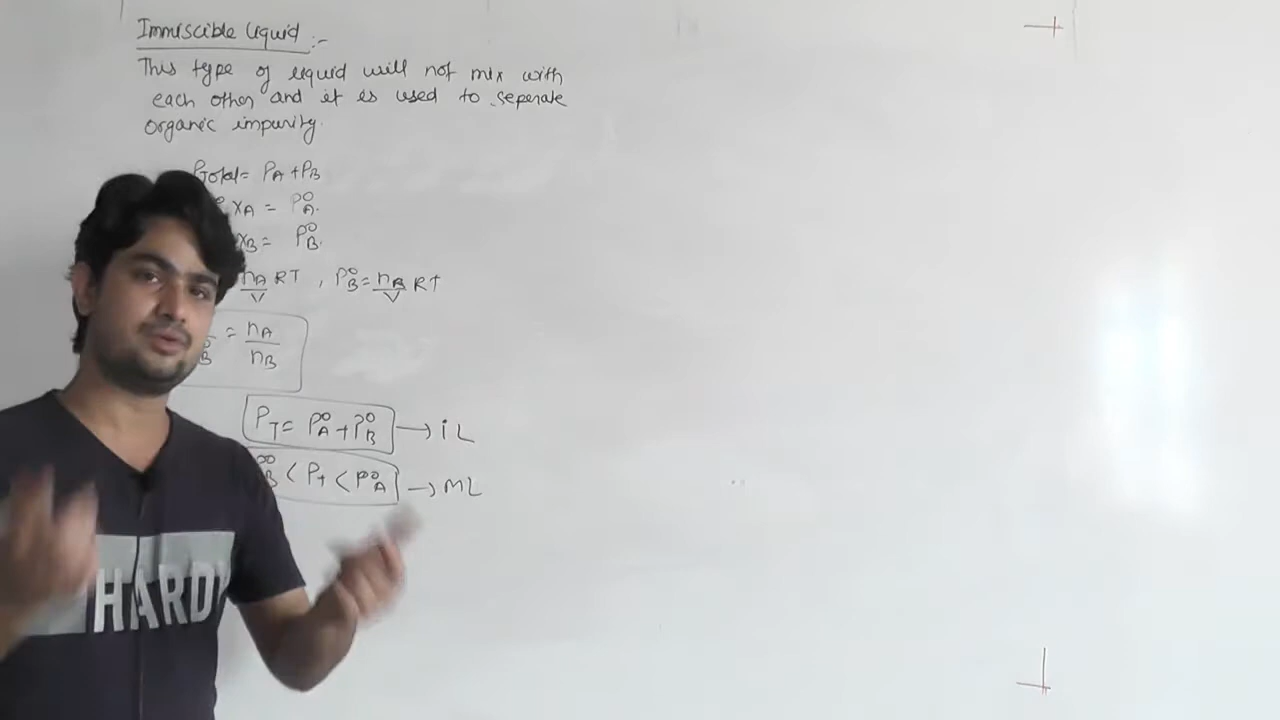 Immiscible liquid :-
This type of liquid will not mix with
each other and it is used to seperate
organic impurity.
PTotal = PA + PB
xA = P°A.
xB = P°B.
nA/V RT , P°B = nB/V RT
B = nA/nB
PT = P°A + P°B → iL
B < PT < P°A → ML
HARDY